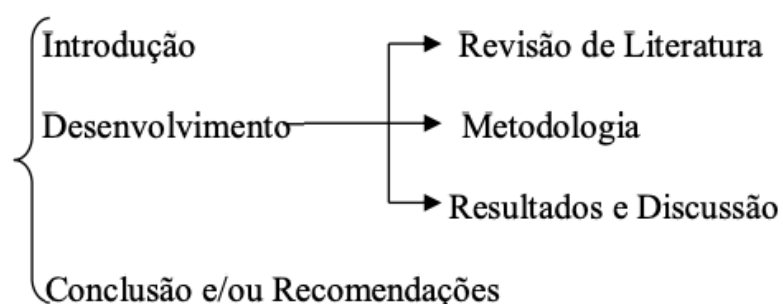 Introdução
Revisão de Literatura
Desenvolvimento
Metodologia
Resultados e Discussão
Conclusão e/ou Recomendações